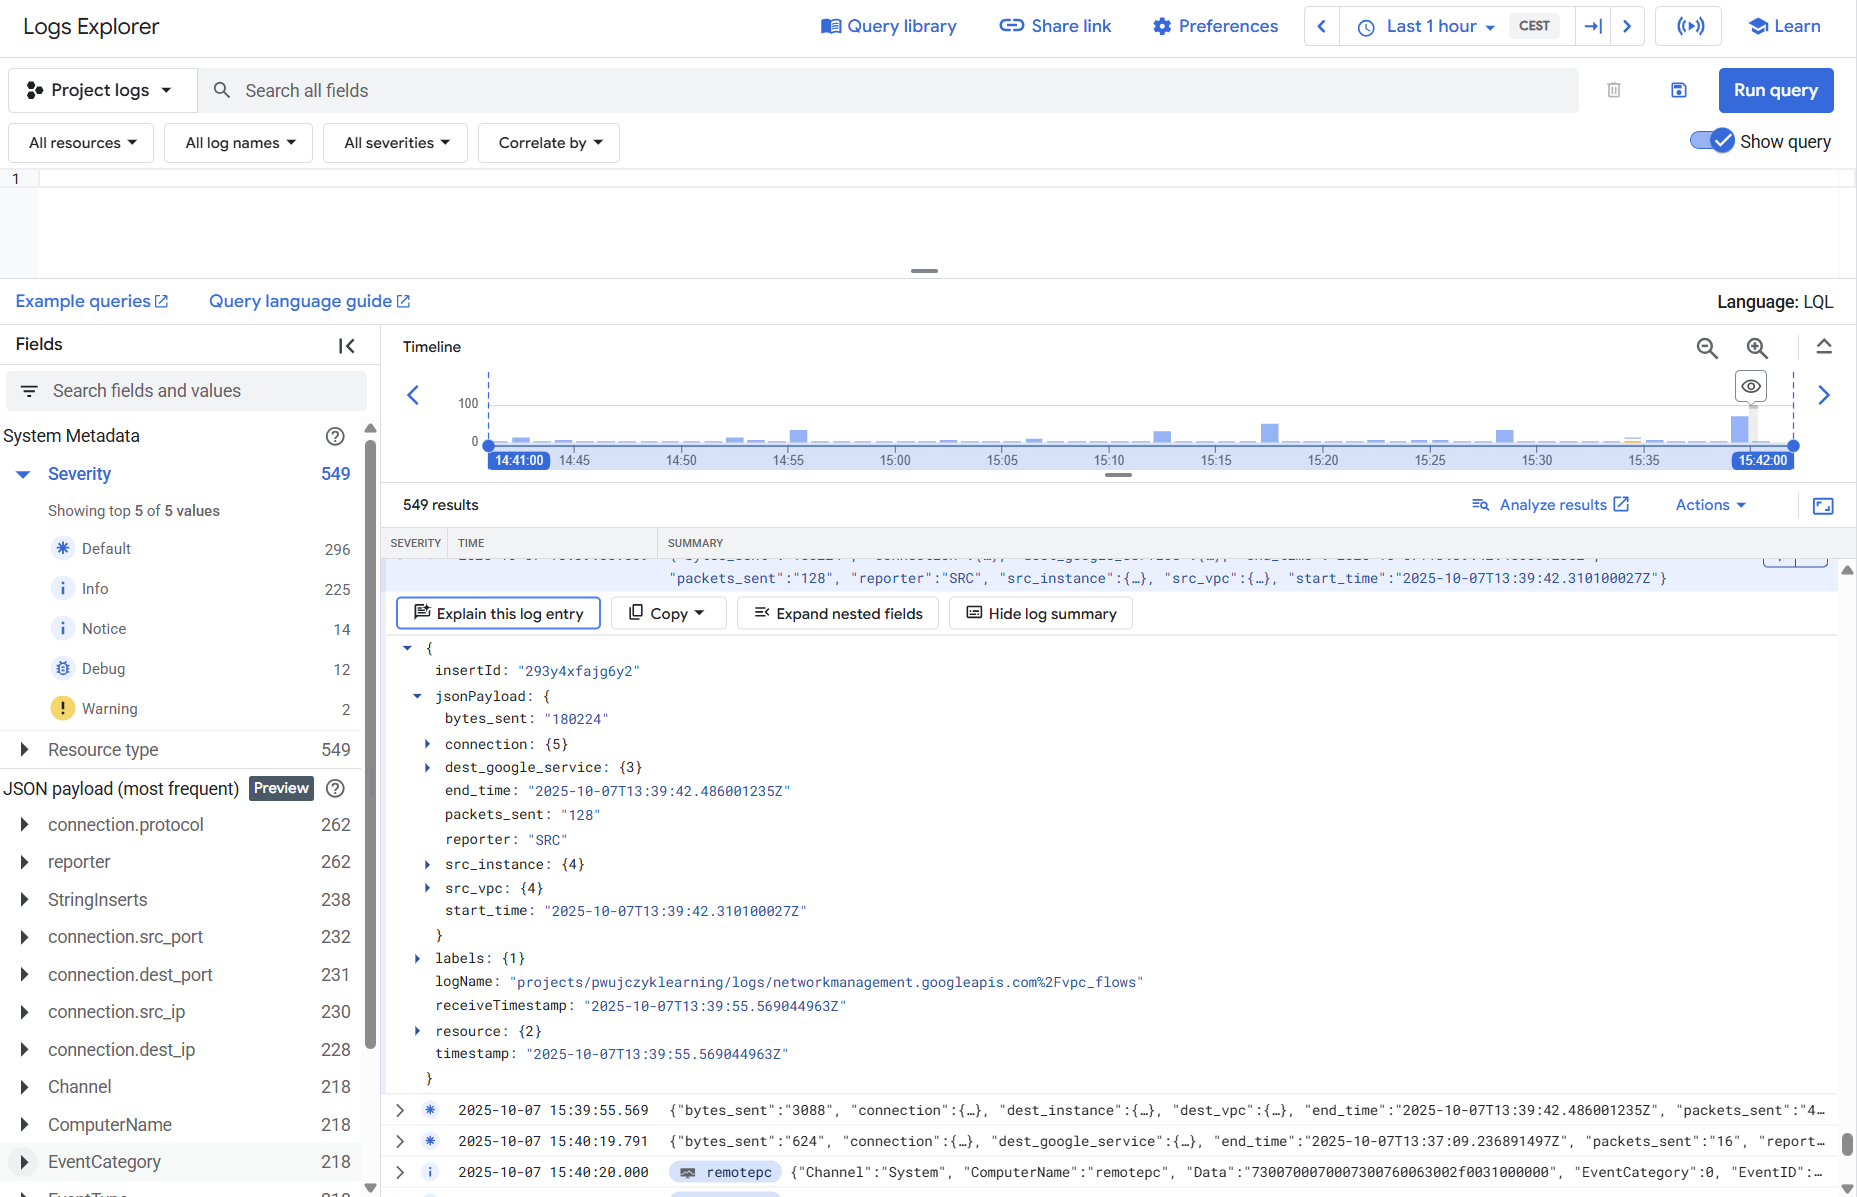 Logs Explorer
Query library
Share link
Preferences
Last 1 hour
CEST
Learn
Project logs
Search all fields
Run query
All resources
All log names
All severities
Correlate by
Show query
1
Example queries
Query language guide
Language: LQL
Fields
Search fields and values
System Metadata
Severity 549
Showing top 5 of 5 values
Default 296
Info 225
Notice 14
Debug 12
Warning 2
Resource type 549
JSON payload (most frequent) Preview
connection.protocol 262
reporter 262
StringInserts 238
connection.src_port 232
connection.dest_port 231
connection.src_ip 230
connection.dest_ip 228
Channel 218
ComputerName 218
EventCategory 218
Timeline
100
0
14:41:00 14:45 14:50 14:55 15:00 15:05 15:10 15:15 15:20 15:25 15:30 15:35 15:42:00
549 results
Analyze results
Actions
SEVERITY TIME SUMMARY
"packets_sent":"128", "reporter":"SRC", "src_instance":{…}, "src_vpc":{…}, "start_time":"2025-10-07T13:39:42.310100027Z"}
Explain this log entry
Copy
Expand nested fields
Hide log summary
{
insertId: "293y4xfajg6y2"
jsonPayload: {
bytes_sent: "180224"
connection: {5}
dest_google_service: {3}
end_time: "2025-10-07T13:39:42.486001235Z"
packets_sent: "128"
reporter: "SRC"
src_instance: {4}
src_vpc: {4}
start_time: "2025-10-07T13:39:42.310100027Z"
}
labels: {1}
logName: "projects/pwujczyklearning/logs/networkmanagement.googleapis.com%2Fvpc_flows"
receiveTimestamp: "2025-10-07T13:39:55.569044963Z"
resource: {2}
timestamp: "2025-10-07T13:39:55.569044963Z"
}
2025-10-07 15:39:55.569 {"bytes_sent":"3088", "connection":{…}, "dest_instance":{…}, "dest_vpc":{…}, "end_time":"2025-10-07T13:39:42.486001235Z", "packets_sent":"4…
2025-10-07 15:40:19.791 {"bytes_sent":"624", "connection":{…}, "dest_google_service":{…}, "end_time":"2025-10-07T13:37:09.236891497Z", "packets_sent":"16", "report…
2025-10-07 15:40:20.000 remotepc {"Channel":"System", "ComputerName":"remotepc", "Data":"7300700070007300760063002f0031000000", "EventCategory":0, "EventID":…